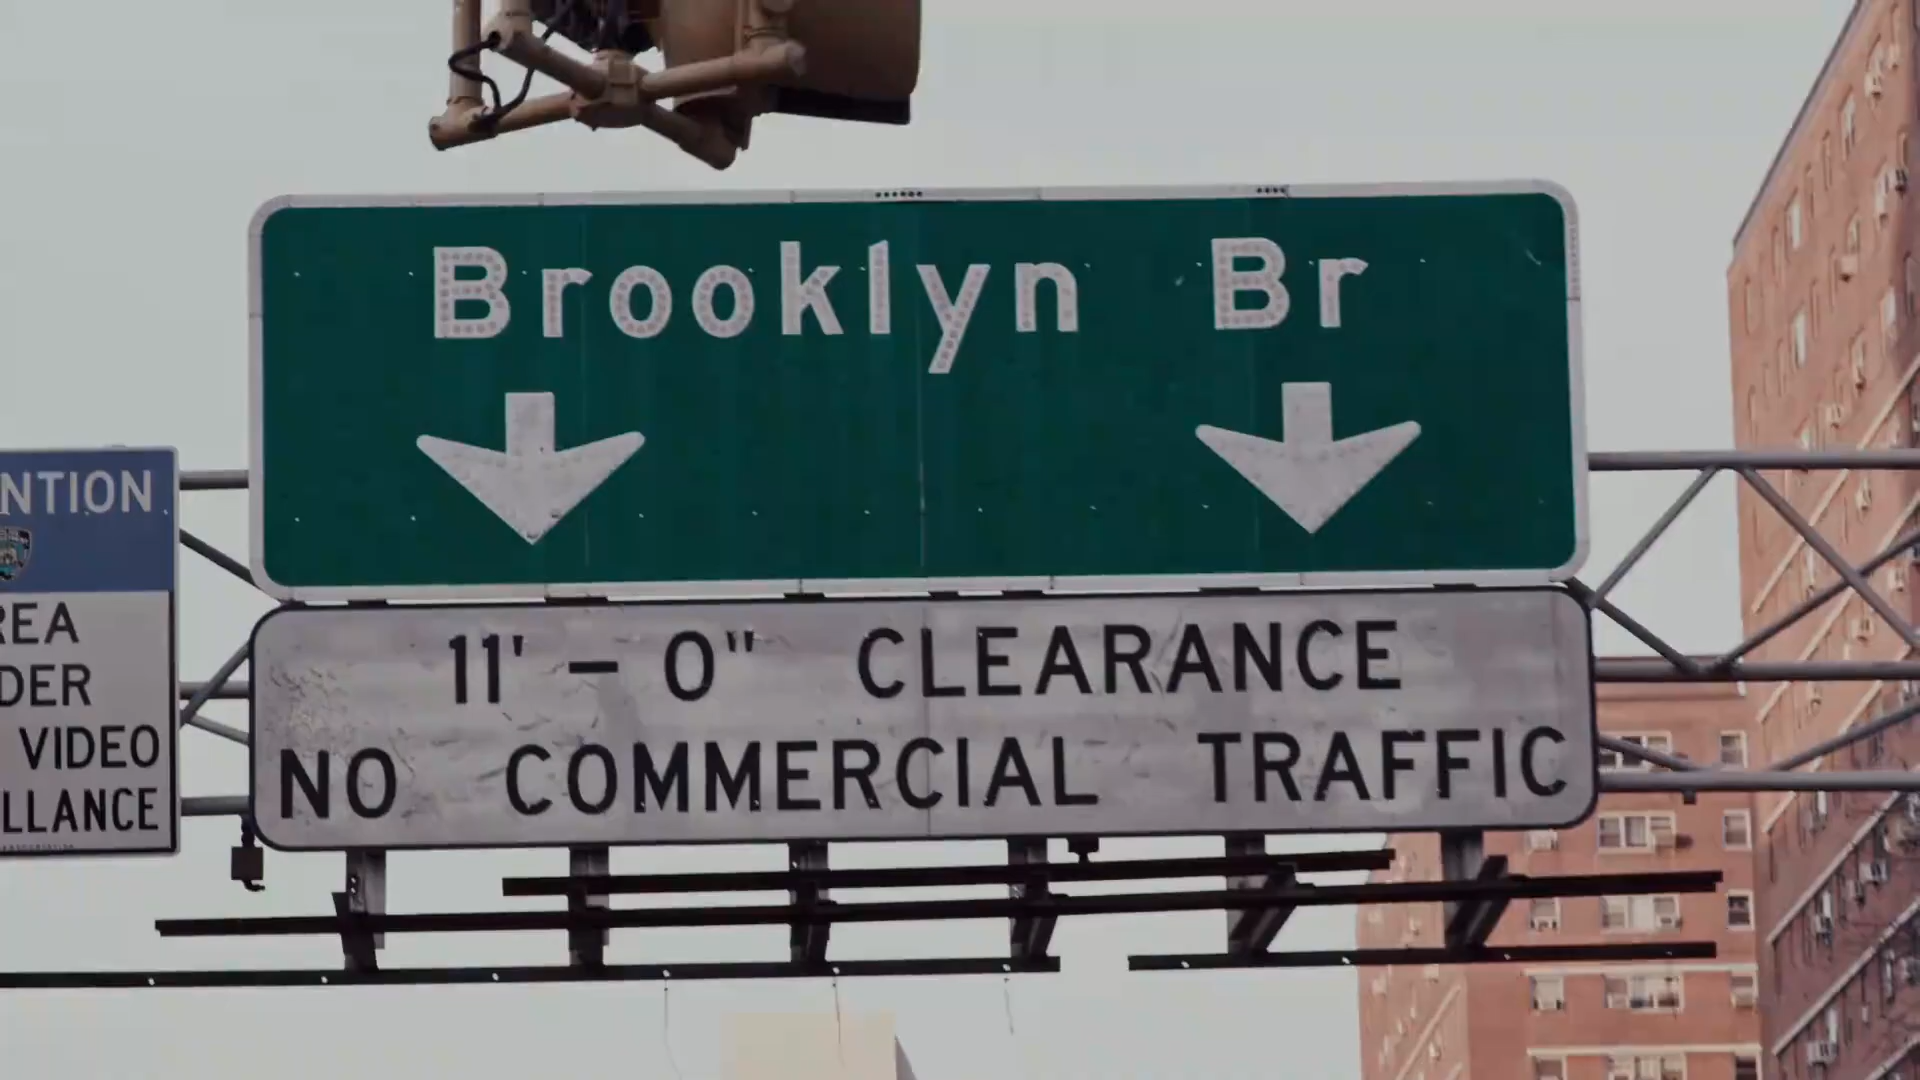 Brooklyn Br
11' - 0" CLEARANCE
NO COMMERCIAL TRAFFIC
NTION
REA
DER
VIDEO
LLANCE